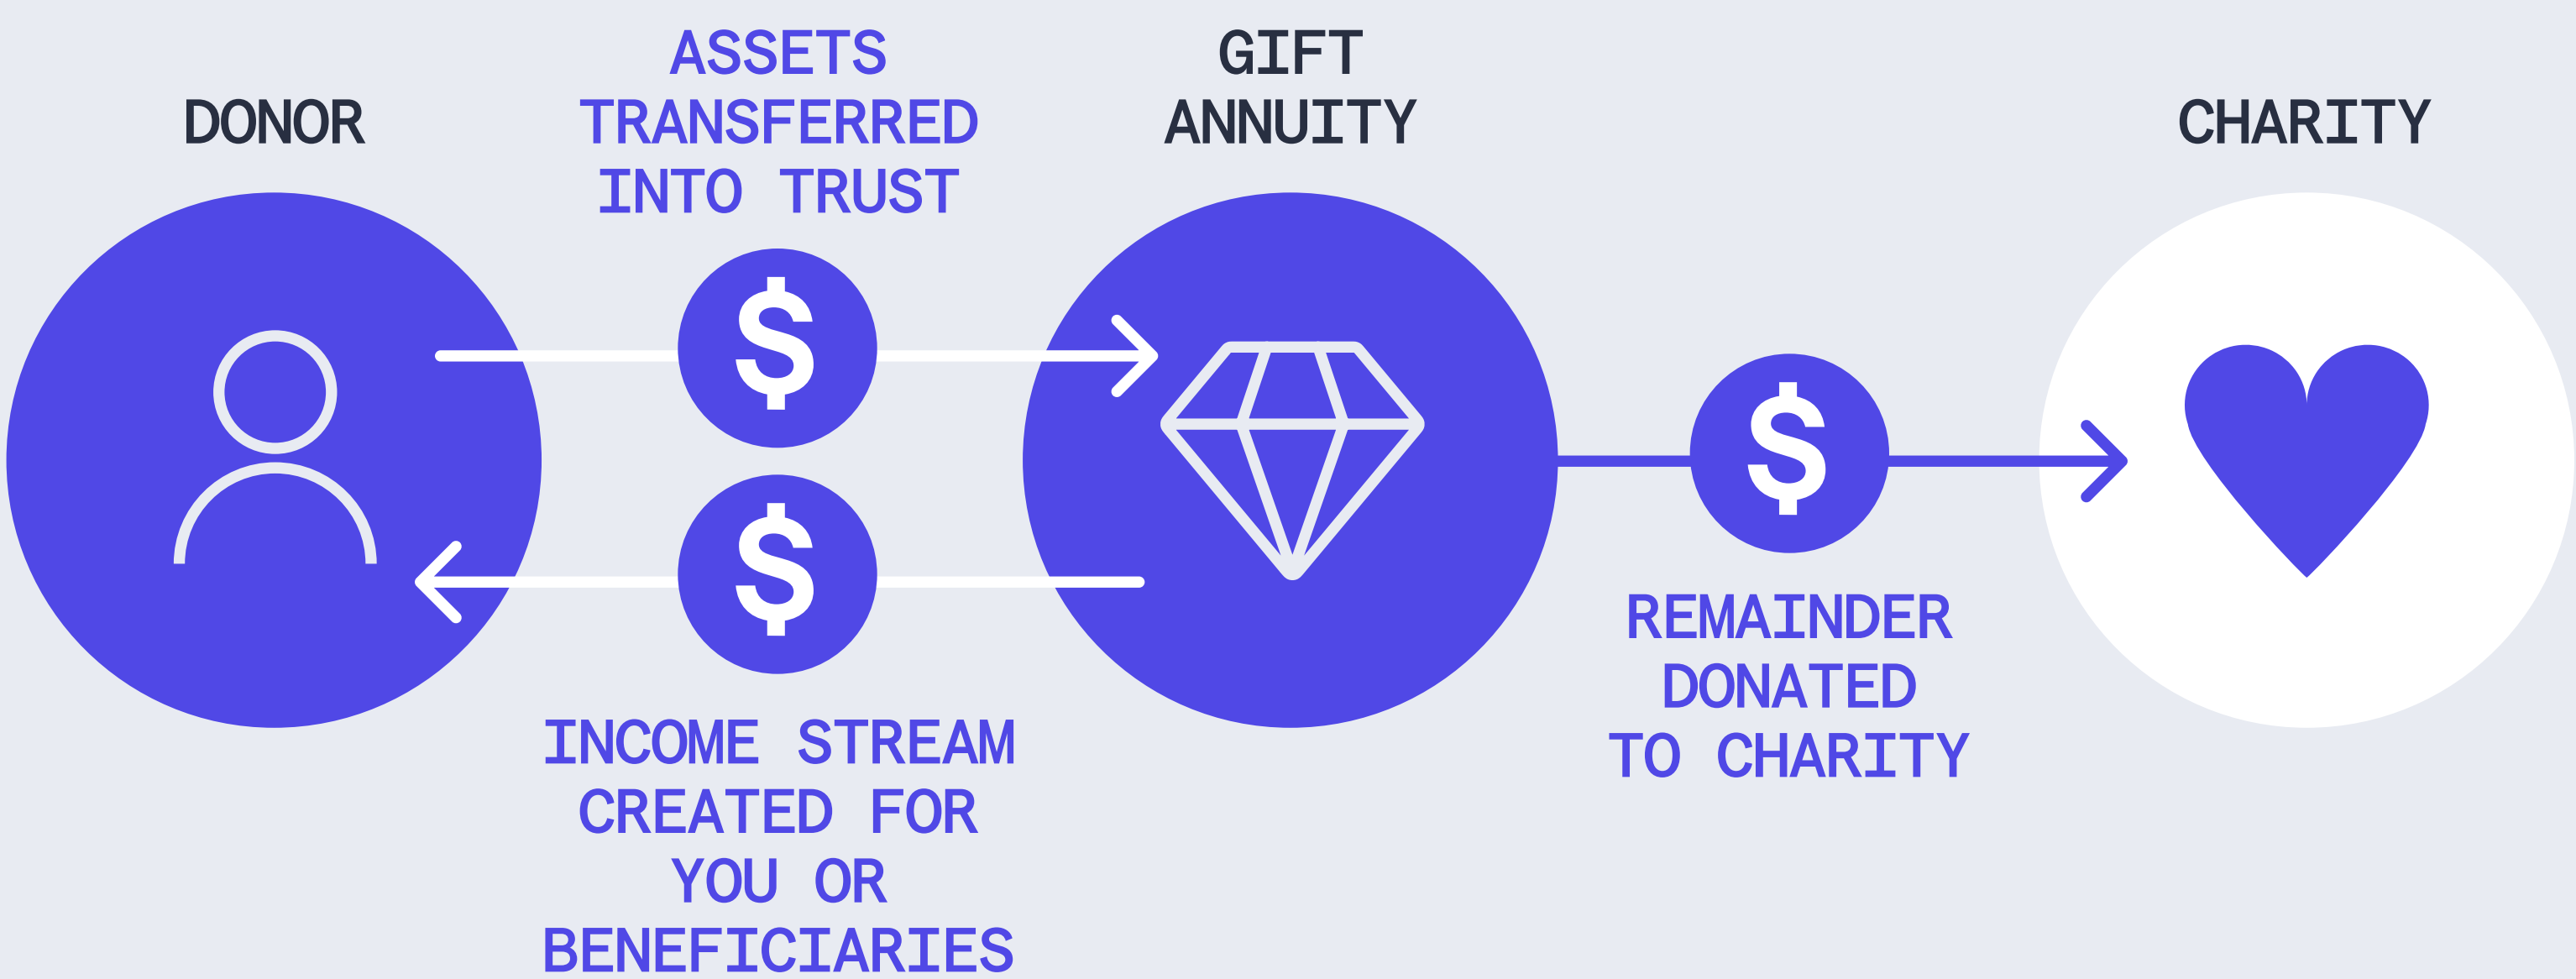 DONOR
ASSETS
TRANSFERRED
INTO TRUST
GIFT
ANNUITY
CHARITY
$
$
$
INCOME STREAM
CREATED FOR
YOU OR
BENEFICIARIES
REMAINDER
DONATED
TO CHARITY